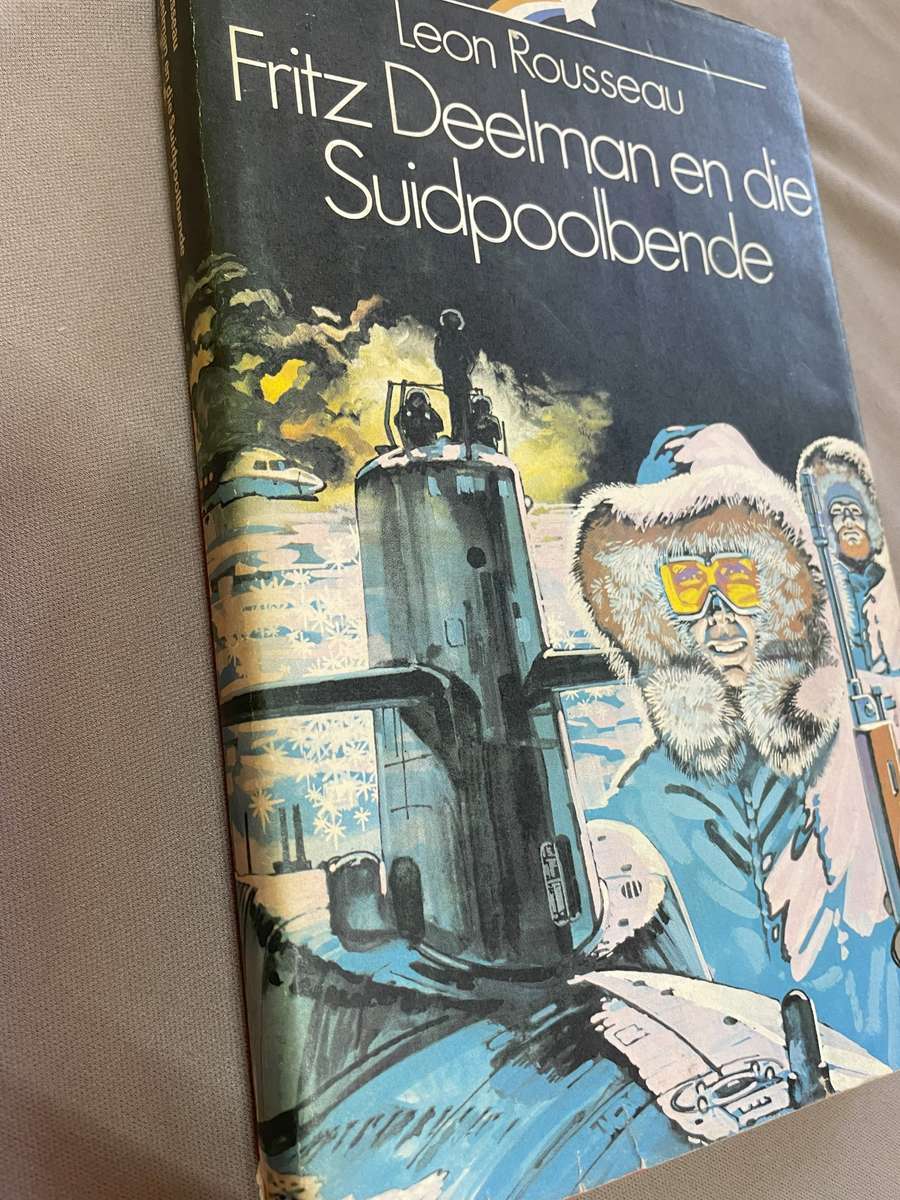 Leon Rousseau
Fritz Deelman en die
Suidpoolbende